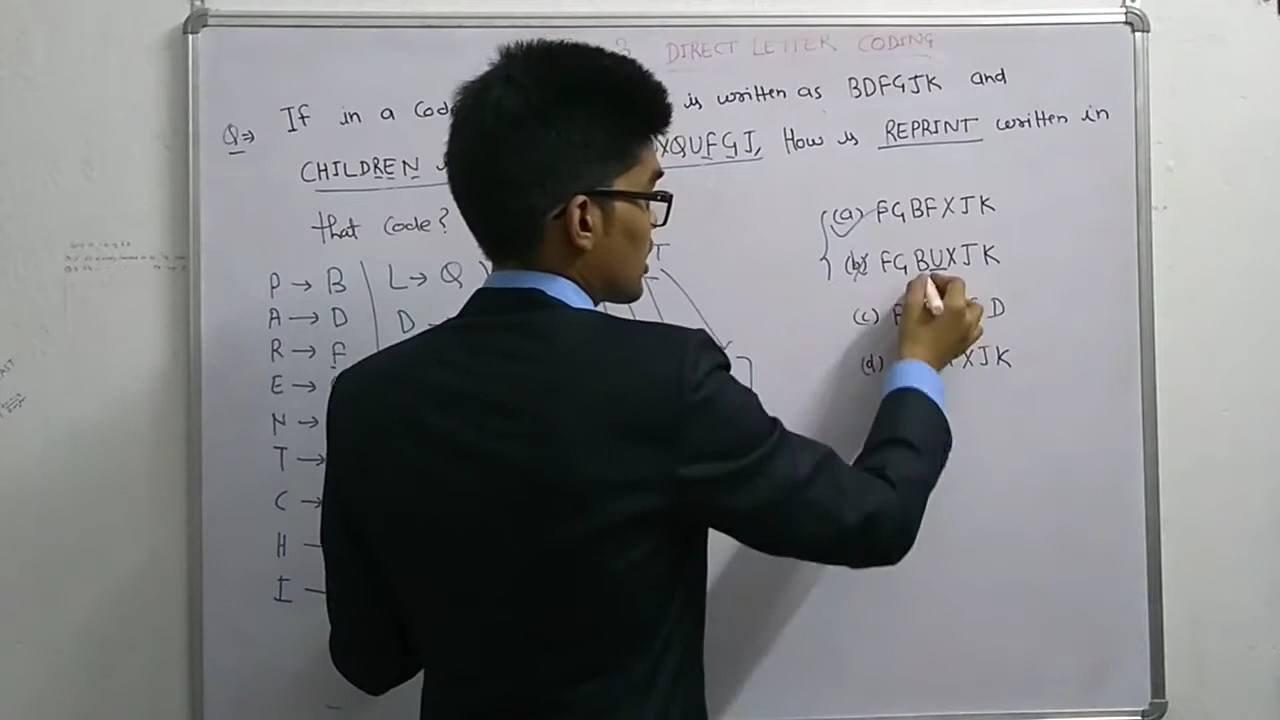 3 DIRECT LETTER CODING
Q⇒ If in a Cod is written as BDFGJK and
CHILDREN XQUFGJ, How is REPRINT written in
that Code?
T
(a) FGBFXJK
(b) FGBUXJK
(c) F D
(d) XJK
P → B L → Q
A → D D
R → F
E →
N →
T →
C →
H
I